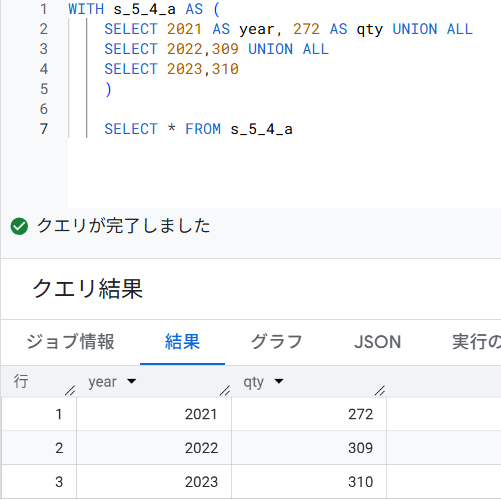 1 WITH s_5_4_a AS (
2 SELECT 2021 AS year, 272 AS qty UNION ALL
3 SELECT 2022,309 UNION ALL
4 SELECT 2023,310
5 )
6
7 SELECT * FROM s_5_4_a
クエリが完了しました
クエリ結果
ジョブ情報 結果 グラフ JSON 実行の
行 year qty
1 2021 272
2 2022 309
3 2023 310